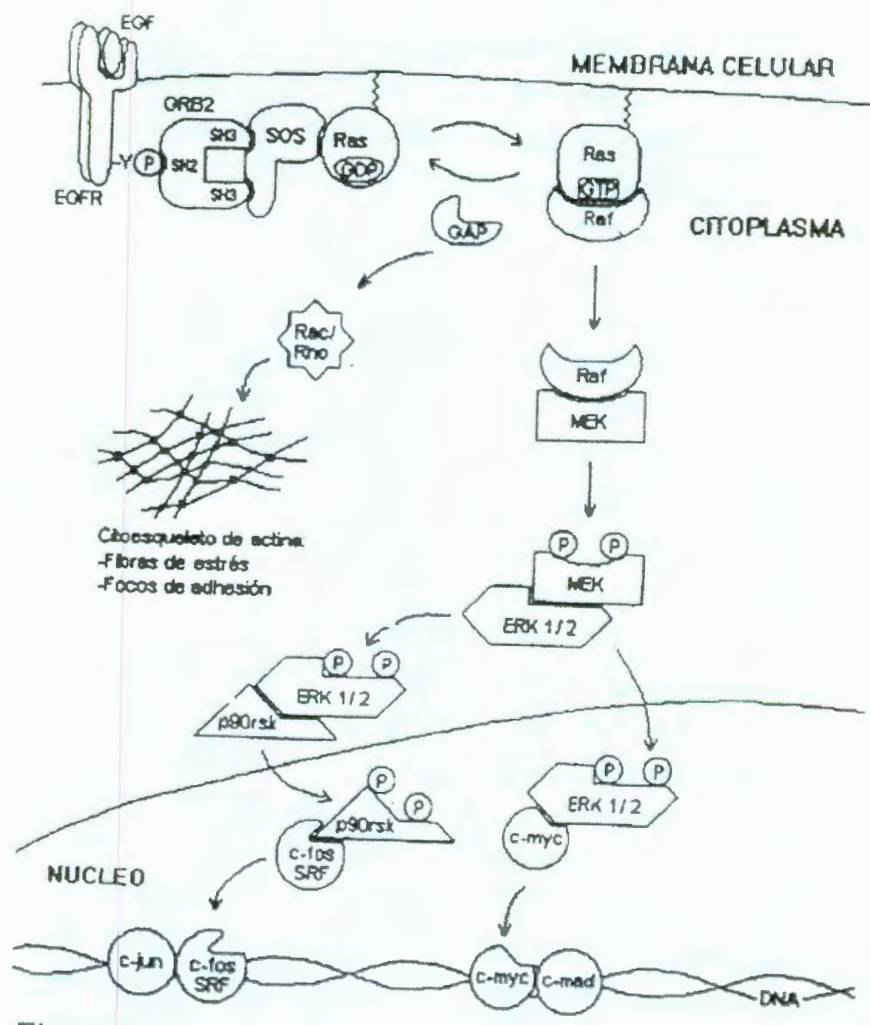 EGF
MEMBRANA CELULAR
GRB2
SH3
SOS
Ras
GDP
Y
P
SH2
SH3
EGFR
Ras
GTP
Raf
GAP
CITOPLASMA
Rac/
Rho
Raf
MEK
Citoesqueleto de actina:
-Fibras de estrés
-Focos de adhesión
P
P
MEK
ERK 1/2
P
P
ERK 1/2
p90rsk
P
P
ERK 1/2
c-myc
P
P
p90rsk
c-fos
SRF
NUCLEO
c-jun
c-fos
SRF
c-myc
c-mad
DNA